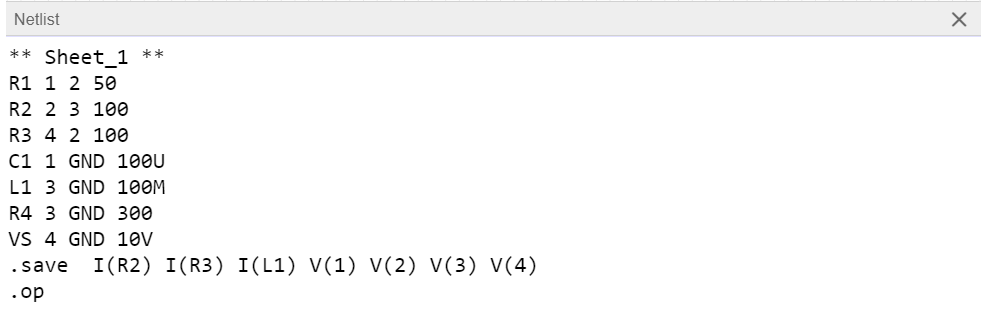 Netlist
** Sheet_1 **
R1 1 2 50
R2 2 3 100
R3 4 2 100
C1 1 GND 100U
L1 3 GND 100M
R4 3 GND 300
VS 4 GND 10V
.save  I(R2) I(R3) I(L1) V(1) V(2) V(3) V(4)
.op